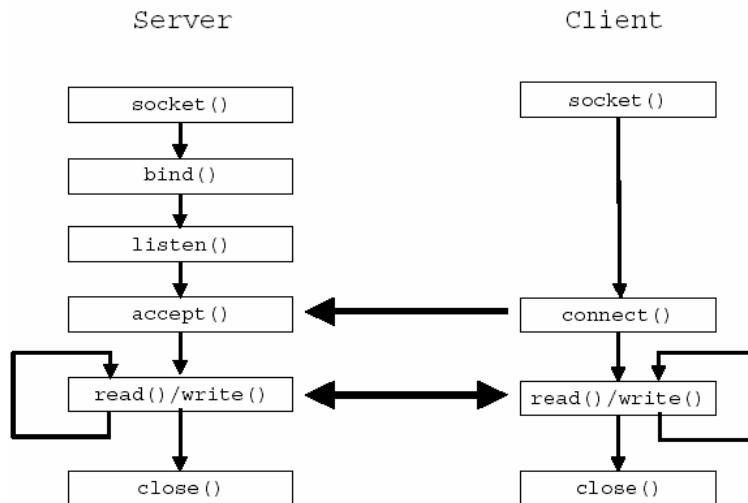 Server
socket()
bind()
listen()
accept()
read()/write()
close()
Client
socket()
connect()
read()/write()
close()